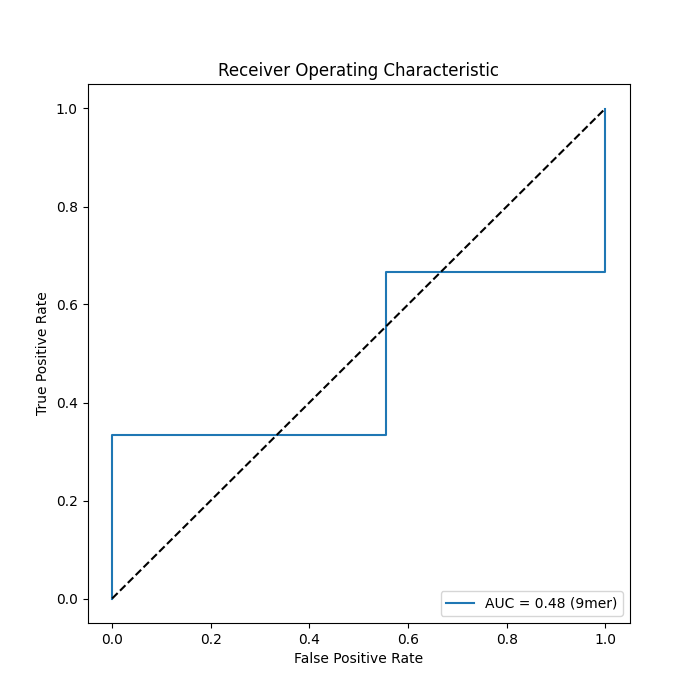 Receiver Operating Characteristic
True Positive Rate
1.0
0.8
0.6
0.4
0.2
0.0
AUC = 0.48 (9mer)
0.0 0.2 0.4 0.6 0.8 1.0
False Positive Rate